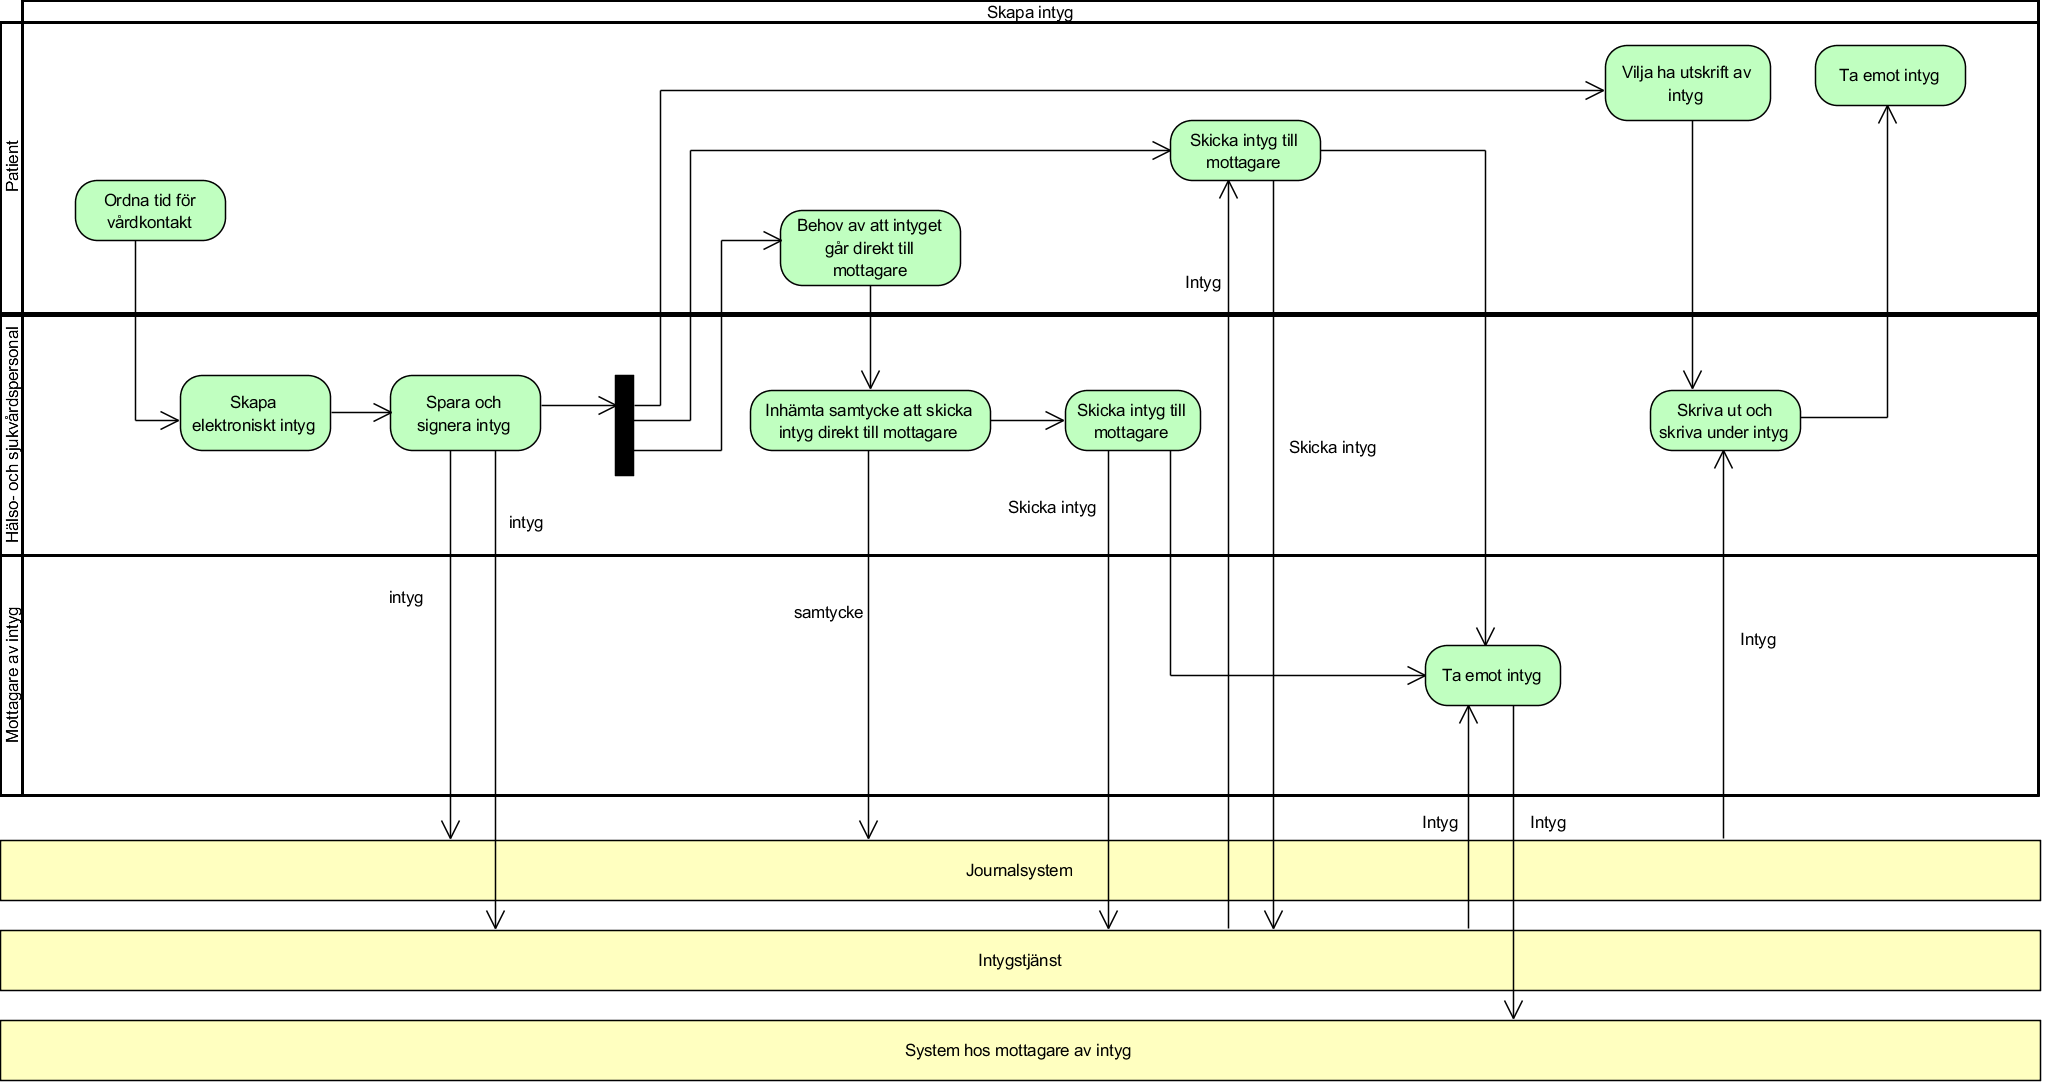 Skapa intyg
Patient
Vilja ha utskrift av
intyg
Ta emot intyg
Skicka intyg till
mottagare
Ordna tid för
vårdkontakt
Behov av att intyget
går direkt till
mottagare
Intyg
Hälso- och sjukvårdspersonal
Skapa
elektroniskt intyg
Spara och
signera intyg
Inhämta samtycke att skicka
intyg direkt till mottagare
Skicka intyg till
mottagare
Skriva ut och
skriva under intyg
Skicka intyg
Skicka intyg
intyg
Mottagare av intyg
intyg
samtycke
Intyg
Ta emot intyg
Intyg
Intyg
Journalsystem
Intygstjänst
System hos mottagare av intyg